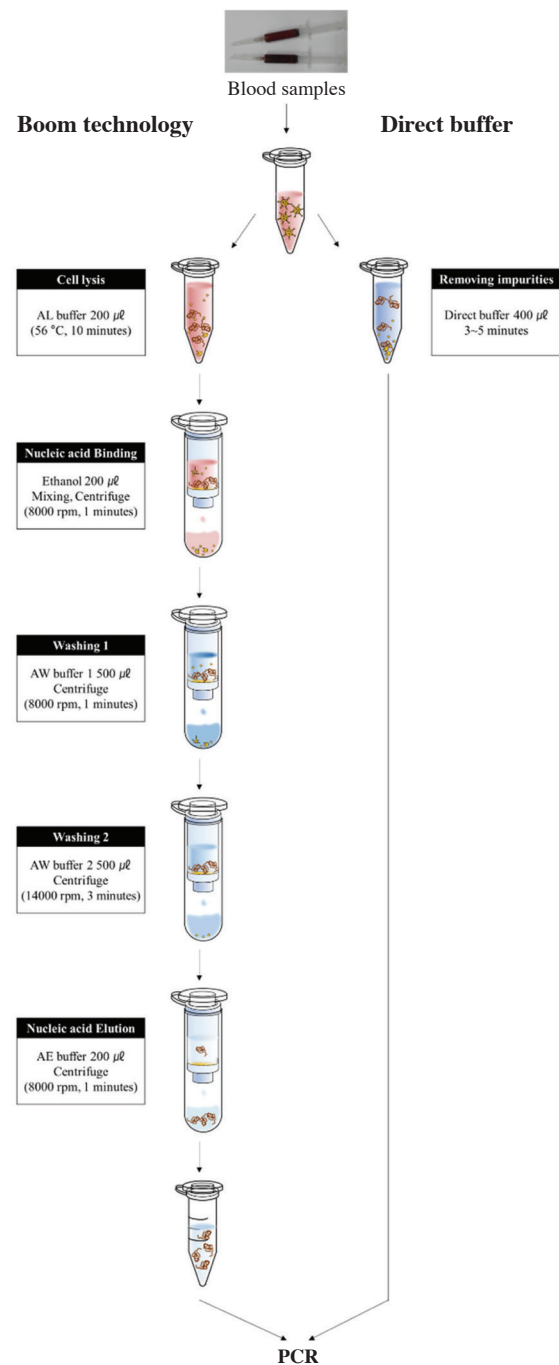 Blood samples
Boom technology
Direct buffer
Cell lysis
AL buffer 200 ㎕
(56 °C, 10 minutes)
Removing impurities
Direct buffer 400 ㎕
3~5 minutes
Nucleic acid Binding
Ethanol 200 ㎕
Mixing, Centrifuge
(8000 rpm, 1 minutes)
Washing 1
AW buffer 1 500 ㎕
Centrifuge
(8000 rpm, 1 minutes)
Washing 2
AW buffer 2 500 ㎕
Centrifuge
(14000 rpm, 3 minutes)
Nucleic acid Elution
AE buffer 200 ㎕
Centrifuge
(8000 rpm, 1 minutes)
PCR